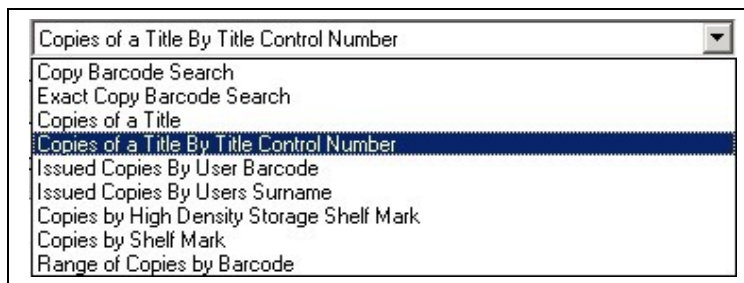 Copies of a Title By Title Control Number
Copy Barcode Search
Exact Copy Barcode Search
Copies of a Title
Copies of a Title By Title Control Number
Issued Copies By User Barcode
Issued Copies By Users Surname
Copies by High Density Storage Shelf Mark
Copies by Shelf Mark
Range of Copies by Barcode